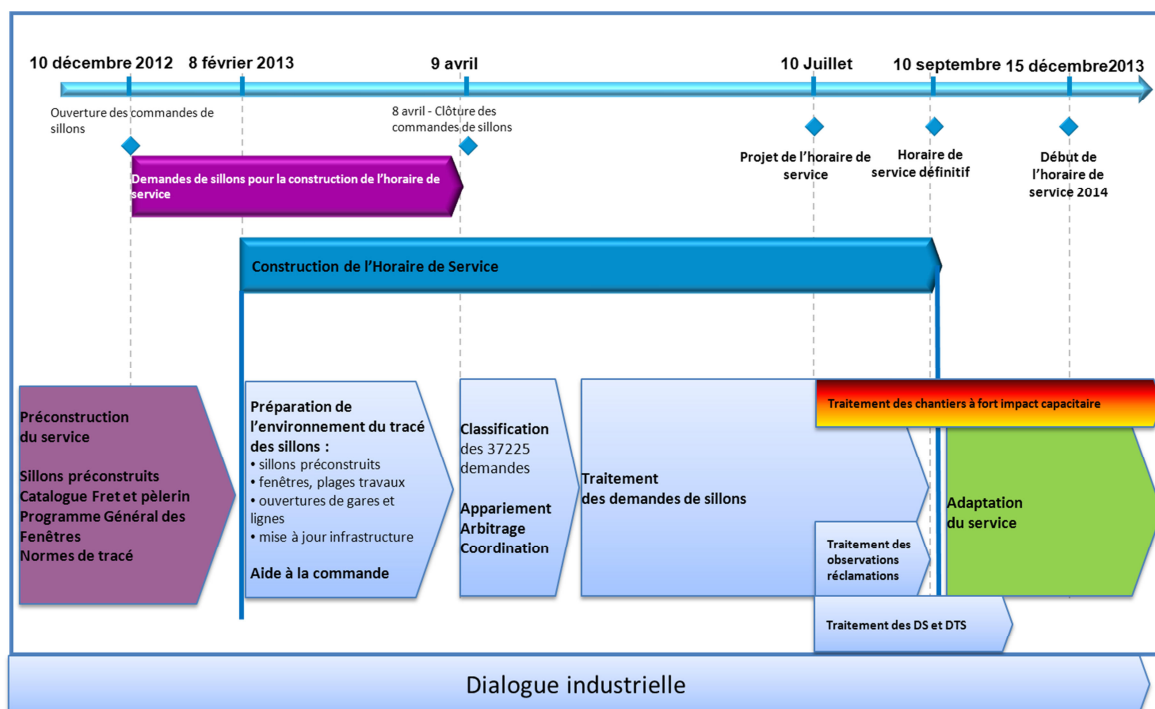 10 décembre 2012
8 février 2013
9 avril
10 Juillet
10 septembre
15 décembre2013
Ouverture des commandes de
sillons
8 avril - Clôture des
commandes de sillons
Projet de l'horaire de
service
Horaire de
service définitif
Début de
l'horaire de
service 2014
Demandes de sillons pour la construction de l'horaire de
service
Construction de l'Horaire de Service
Préconstruction
du service
Sillons préconstruits
Catalogue Fret et pèlerin
Programme Général des
Fenêtres
Normes de tracé
Préparation de
l'environnement du tracé
des sillons :
• sillons préconstruits
• fenêtres, plages travaux
• ouvertures de gares et
lignes
• mise à jour infrastructure
Aide à la commande
Classification
des 37225
demandes
Appariement
Arbitrage
Coordination
Traitement
des demandes de sillons
Traitement des chantiers à fort impact capacitaire
Traitement des
observations
réclamations
Traitement des DS et DTS
Adaptation
du service
Dialogue industrielle